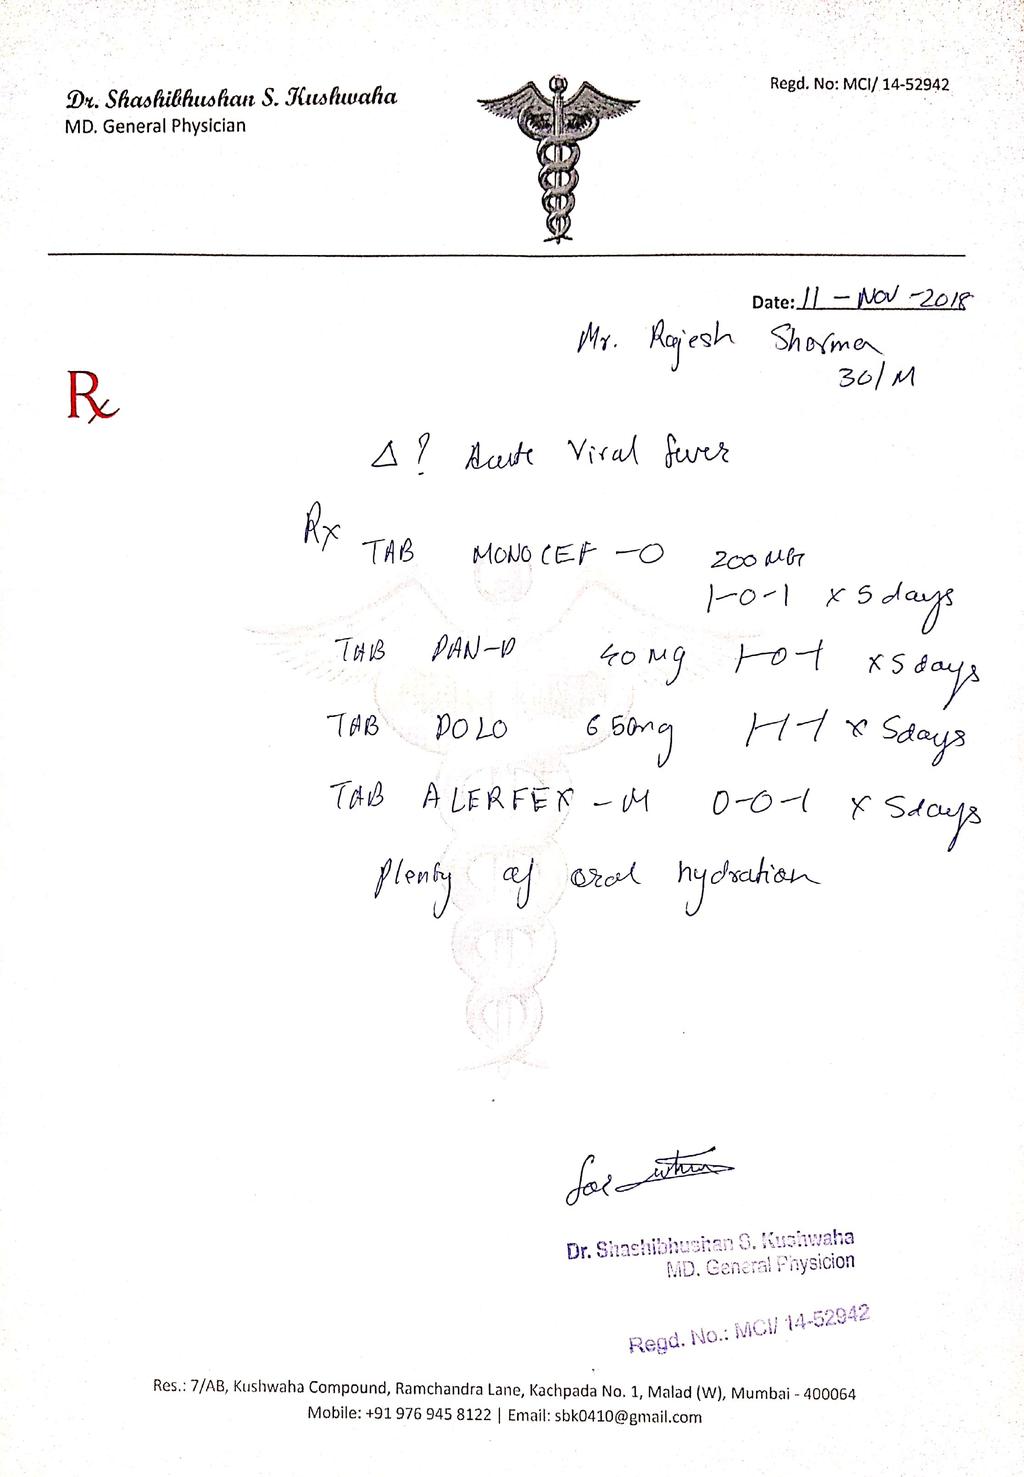 Dr. Shashibhushan S. Kushwaha
MD. General Physician
Regd. No: MCI/ 14-52942
Date: 11 - NOV - 2018
Mr. Rajesh Sharma
30/M
Rx
Δ ? Acute Viral fever
Rx
TAB MONOCEF -O 200 MG
1-0-1 x 5 days
TAB PAN-D 40 mg 1-0-1 x 5 days
TAB DOLO 650mg 1-1-1 x 5days
TAB ALERFEX - M 0-0-1 x 5days
Plenty of oral hydration
Dr. Shashibhushan S. Kushwaha
MD. General Physicion
Regd. No.: MCI/ 14-52942
Res.: 7/AB, Kushwaha Compound, Ramchandra Lane, Kachpada No. 1, Malad (W), Mumbai - 400064
Mobile: +91 976 945 8122 | Email: sbk0410@gmail.com